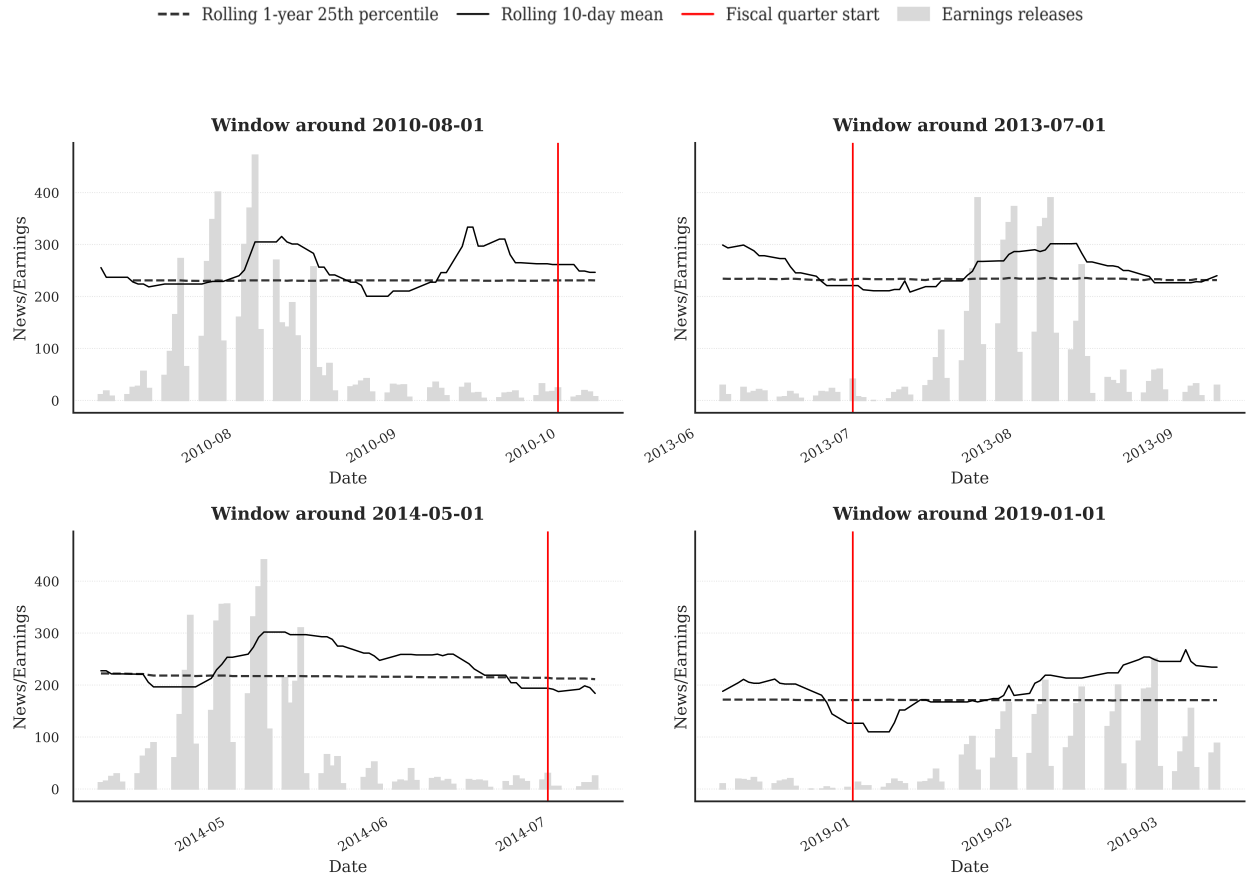 Rolling 1-year 25th percentile Rolling 10-day mean Fiscal quarter start Earnings releases
Window around 2010-08-01
News/Earnings
400
300
200
100
0
2010-08 2010-09 2010-10
Date
Window around 2013-07-01
News/Earnings
2013-06 2013-07 2013-08 2013-09
Date
Window around 2014-05-01
News/Earnings
400
300
200
100
0
2014-05 2014-06 2014-07
Date
Window around 2019-01-01
News/Earnings
2019-01 2019-02 2019-03
Date